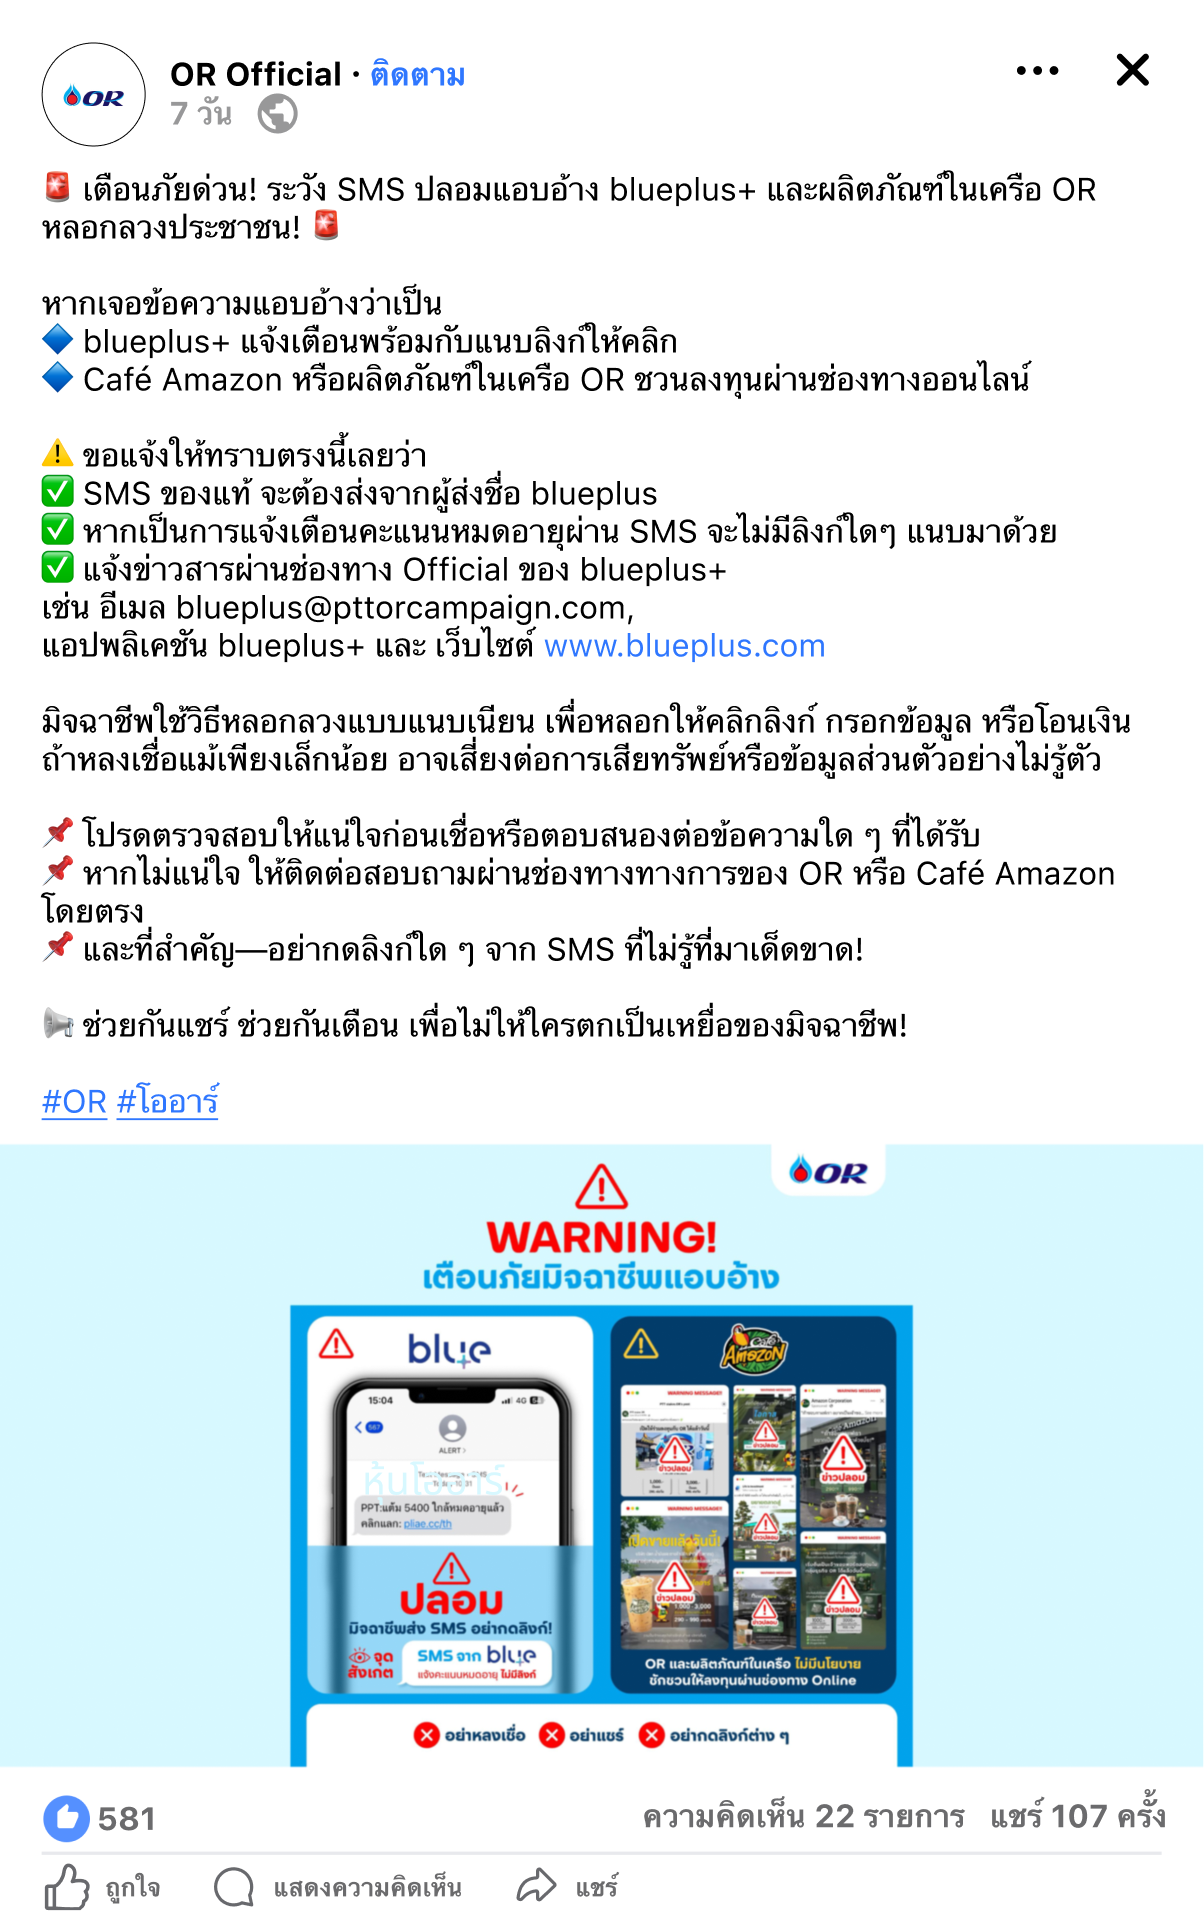 OR
OR Official · ติดตาม
7 วัน
🚨 เตือนภัยด่วน! ระวัง SMS ปลอมแอบอ้าง blueplus+ และผลิตภัณฑ์ในเครือ OR
หลอกลวงประชาชน! 🚨
หากเจอข้อความแอบอ้างว่าเป็น
🔷 blueplus+ แจ้งเตือนพร้อมกับแนบลิงก์ให้คลิก
🔷 Café Amazon หรือผลิตภัณฑ์ในเครือ OR ชวนลงทุนผ่านช่องทางออนไลน์
⚠️ ขอแจ้งให้ทราบตรงนี้เลยว่า
✅ SMS ของแท้ จะต้องส่งจากผู้ส่งชื่อ blueplus
✅ หากเป็นการแจ้งเตือนคะแนนหมดอายุผ่าน SMS จะไม่มีลิงก์ใดๆ แนบมาด้วย
✅ แจ้งข่าวสารผ่านช่องทาง Official ของ blueplus+
เช่น อีเมล blueplus@pttorcampaign.com,
แอปพลิเคชัน blueplus+ และ เว็บไซต์ www.blueplus.com
มิจฉาชีพใช้วิธีหลอกลวงแบบแนบเนียน เพื่อหลอกให้คลิกลิงก์ กรอกข้อมูล หรือโอนเงิน
ถ้าหลงเชื่อแม้เพียงเล็กน้อย อาจเสี่ยงต่อการเสียทรัพย์หรือข้อมูลส่วนตัวอย่างไม่รู้ตัว
📌 โปรดตรวจสอบให้แน่ใจก่อนเชื่อหรือตอบสนองต่อข้อความใด ๆ ที่ได้รับ
📌 หากไม่แน่ใจ ให้ติดต่อสอบถามผ่านช่องทางทางการของ OR หรือ Café Amazon
โดยตรง
📌 และที่สำคัญ—อย่ากดลิงก์ใด ๆ จาก SMS ที่ไม่รู้ที่มาเด็ดขาด!
📢 ช่วยกันแชร์ ช่วยกันเตือน เพื่อไม่ให้ใครตกเป็นเหยื่อของมิจฉาชีพ!
#OR #โออาร์
OR
WARNING!
เตือนภัยมิจฉาชีพแอบอ้าง
blue
15:04
4G
567
ALERT
หุ้นโออาร์
PPT:แต้ม 5400 ใกล้หมดอายุแล้ว
คลิกแลก: pliae.cc/th
ปลอม
มิจฉาชีพส่ง SMS อย่ากดลิงก์!
จุด
สังเกต
SMS จาก blue
แจ้งคะแนนหมดอายุ ไม่มีลิงก์
Café
Amazon
WARNING MESSAGE!
WARNING MESSAGE!
WARNING MESSAGE!
ข่าวปลอม
ข่าวปลอม
ข่าวปลอม
WARNING MESSAGE!
เปิดขายแล้ววันนี้!
ข่าวปลอม
ข่าวปลอม
ข่าวปลอม
ข่าวปลอม
OR และผลิตภัณฑ์ในเครือ ไม่มีนโยบาย
ชักชวนให้ลงทุนผ่านช่องทาง Online
อย่าหลงเชื่อ อย่าแชร์ อย่ากดลิงก์ต่าง ๆ
581
ความคิดเห็น 22 รายการ แชร์ 107 ครั้ง
ถูกใจ
แสดงความคิดเห็น
แชร์